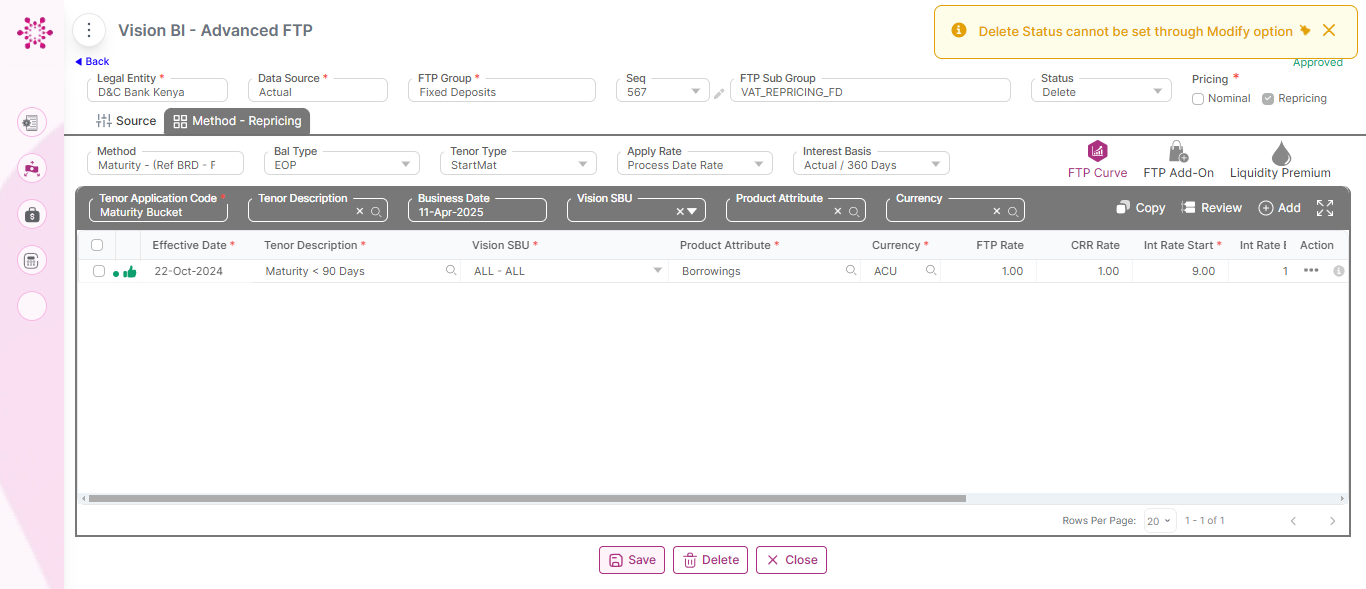 Vision BI - Advanced FTP
Delete Status cannot be set through Modify option
Back
Approved
Legal Entity *
D&C Bank Kenya
Data Source *
Actual
FTP Group *
Fixed Deposits
Seq
567
FTP Sub Group
VAT_REPRICING_FD
Status
Delete
Pricing *
Nominal
Repricing
Source
Method - Repricing
Method
Maturity - (Ref BRD - F
Bal Type
EOP
Tenor Type
StartMat
Apply Rate
Process Date Rate
Interest Basis
Actual / 360 Days
FTP Curve
FTP Add-On
Liquidity Premium
Tenor Application Code *
Maturity Bucket
Tenor Description
Business Date
11-Apr-2025
Vision SBU
Product Attribute
Currency
Copy
Review
Add
Effective Date * Tenor Description * Vision SBU * Product Attribute * Currency * FTP Rate CRR Rate Int Rate Start * Int Rate E Action
22-Oct-2024 Maturity < 90 Days ALL - ALL Borrowings ACU 1.00 1.00 9.00 1
Rows Per Page: 20 1 - 1 of 1
Save
Delete
Close